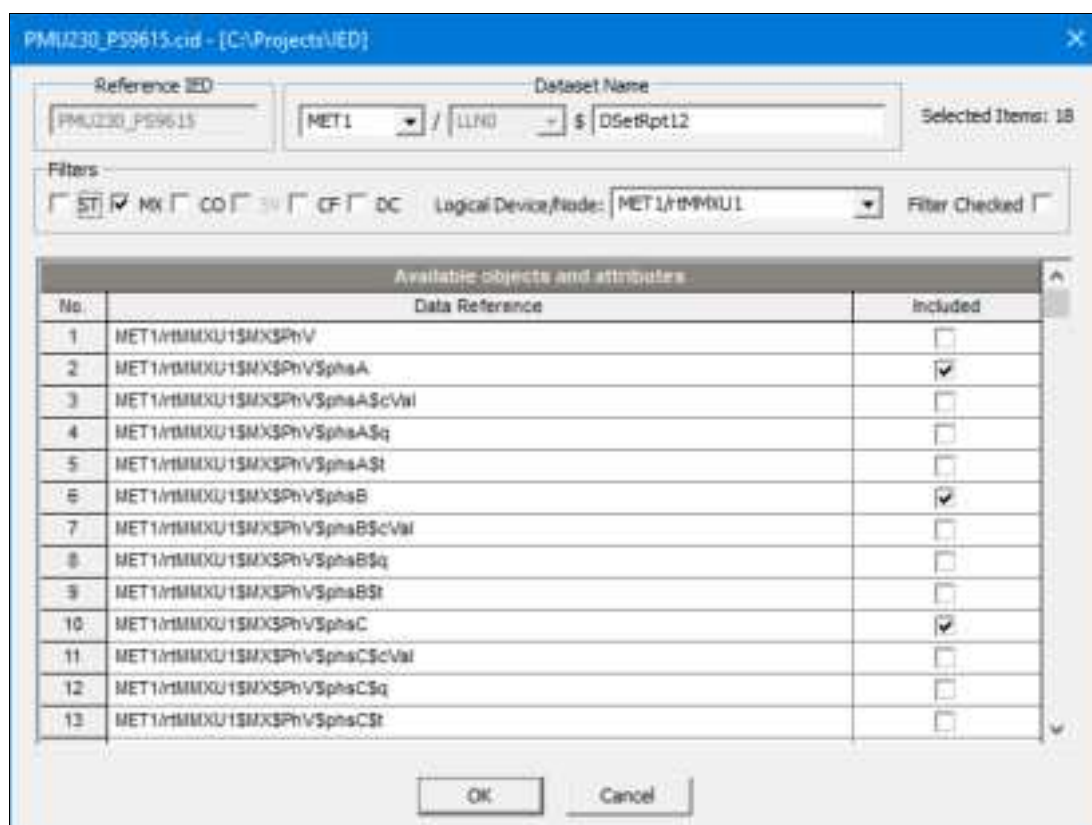 PMU230_PS9615.cid - [C:\Projects\IED]
Reference IED
Dataset Name
PMU230_PS9615
MET1 / LLN0 $ DSetRpt12
Selected Items: 18
Filters
ST MX CO SV CF DC Logical Device/Node: MET1/rtMMXU1 Filter Checked
Available objects and attributes
No. Data Reference Included
1 MET1/rtMMXU1$MX$PhV
2 MET1/rtMMXU1$MX$PhV$phsA
3 MET1/rtMMXU1$MX$PhV$phsA$cVal
4 MET1/rtMMXU1$MX$PhV$phsA$q
5 MET1/rtMMXU1$MX$PhV$phsA$t
6 MET1/rtMMXU1$MX$PhV$phsB
7 MET1/rtMMXU1$MX$PhV$phsB$cVal
8 MET1/rtMMXU1$MX$PhV$phsB$q
9 MET1/rtMMXU1$MX$PhV$phsB$t
10 MET1/rtMMXU1$MX$PhV$phsC
11 MET1/rtMMXU1$MX$PhV$phsC$cVal
12 MET1/rtMMXU1$MX$PhV$phsC$q
13 MET1/rtMMXU1$MX$PhV$phsC$t
OK Cancel